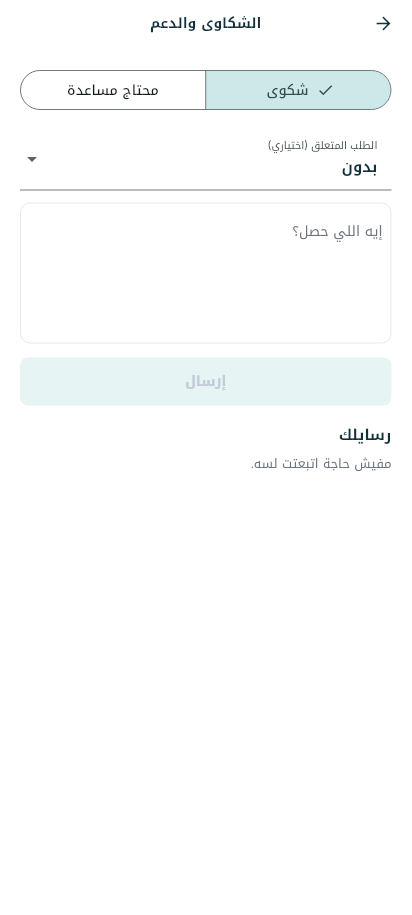 الشكاوى والدعم
شكوى
محتاج مساعدة
الطلب المتعلق (اختياري)
بدون
إيه اللي حصل؟
إرسال
رسايلك
مفيش حاجة اتبعتت لسه.